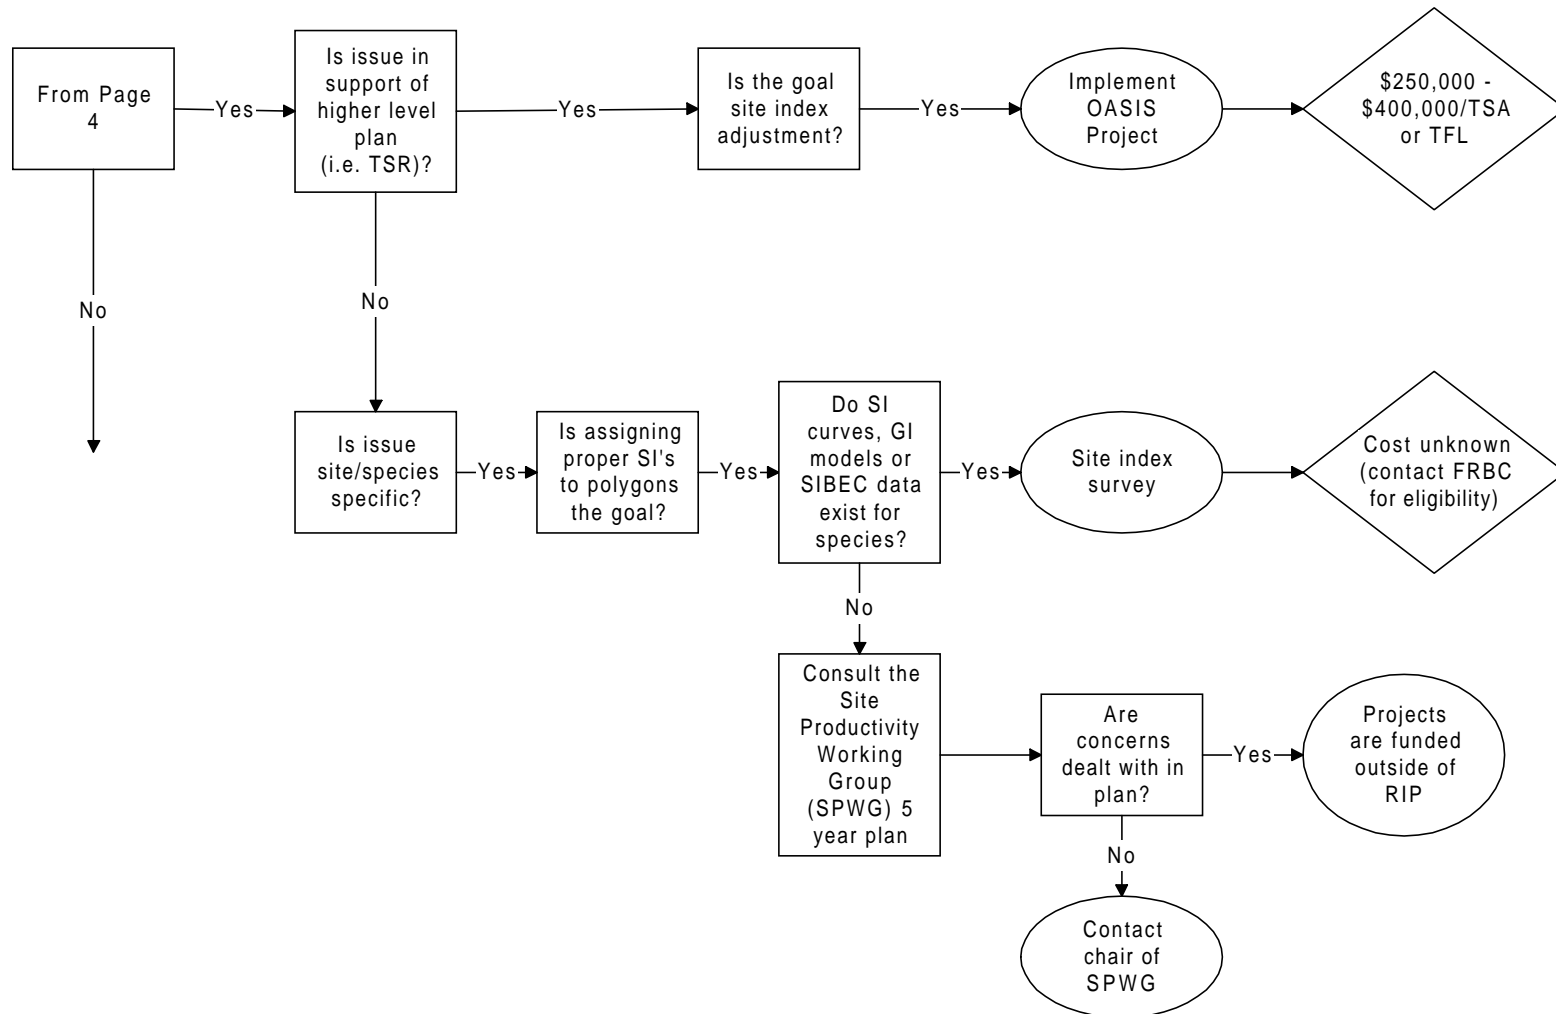 From Page
4
Yes
Is issue in
support of
higher level
plan
(i.e. TSR)?
Yes
Is the goal
site index
adjustment?
Yes
Implement
OASIS
Project
$250,000 -
$400,000/TSA
or TFL
No
No
Is issue
site/species
specific?
Yes
Is assigning
proper SI's
to polygons
the goal?
Yes
Do SI
curves, GI
models or
SIBEC data
exist for
species?
Yes
Site index
survey
Cost unknown
(contact FRBC
for eligibility)
No
Consult the
Site
Productivity
Working
Group
(SPWG) 5
year plan
Are
concerns
dealt with in
plan?
Yes
Projects
are funded
outside of
RIP
No
Contact
chair of
SPWG